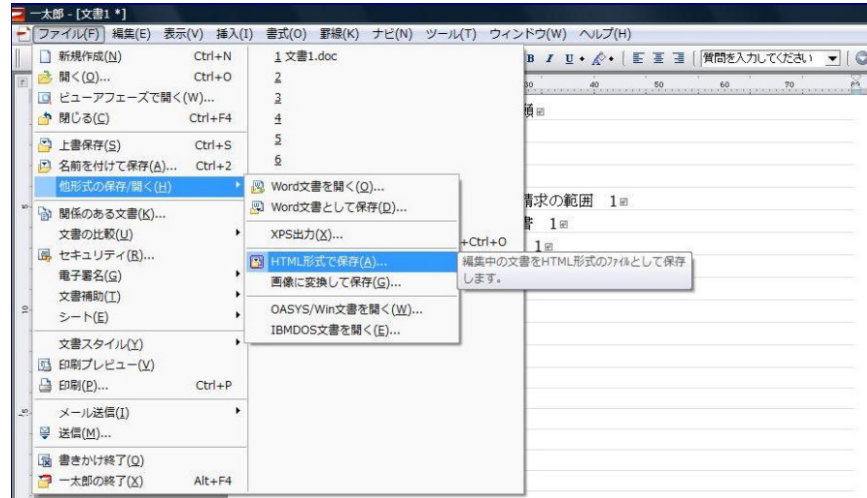 一太郎 - [文書1 *]
ファイル(F) 編集(E) 表示(V) 挿入(I) 書式(O) 罫線(K) ナビ(N) ツール(T) ウィンドウ(W) ヘルプ(H)
B I U 質問を入力してください
新規作成(N) Ctrl+N
開く(O)... Ctrl+O
ビューアフェーズで開く(W)...
閉じる(C) Ctrl+F4
上書保存(S) Ctrl+S
名前を付けて保存(A)... Ctrl+2
他形式の保存/開く(H)
関係のある文書(K)...
文書の比較(U)
セキュリティ(R)...
電子署名(G)
文書補助(T)
シート(E)
文書スタイル(Y)
印刷プレビュー(V)
印刷(P)... Ctrl+P
メール送信(I)
送信(M)...
書きかけ終了(Q)
一太郎の終了(X) Alt+F4
1 文書1.doc
2
3
4
5
6
Word文書を開く(O)...
Word文書として保存(D)...
XPS出力(X)...
HTML形式で保存(A)...
画像に変換して保存(G)...
OASYS/Win文書を開く(W)...
IBMDOS文書を開く(E)...
+Ctrl+O
編集中の文書をHTML形式のファイルとして保存
します。
40 50 60 70
請求の範囲 1
書 1
1